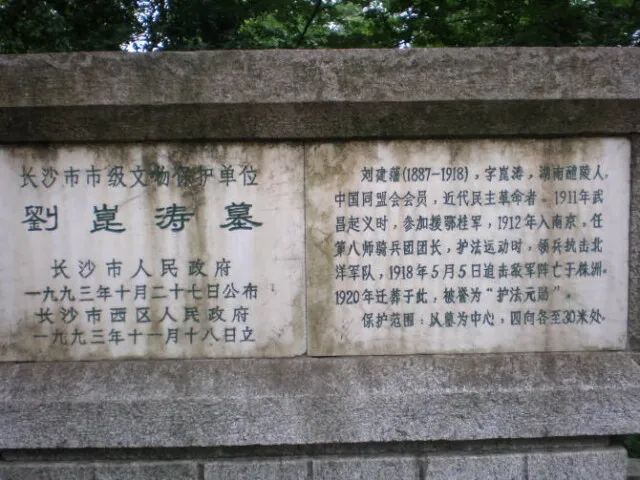 长沙市市级文物保护单位
劉崑涛墓
长沙市人民政府
一九九三年十月二十七日公布
长沙市西区人民政府
一九九三年十一月十八日立
刘建藩(1887-1918)，字崑涛，湖南醴陵人。
中国同盟会会员，近代民主革命者。1911年武
昌起义时，参加援鄂桂军，1912年入南京，任
第八师骑兵团团长，护法运动时，领兵抗击北
洋军队，1918年5月5日追击敌军阵亡于株洲。
1920年迁葬于此，被誉为“护法元勋”。
保护范围：以墓为中心，四向各至30米处。